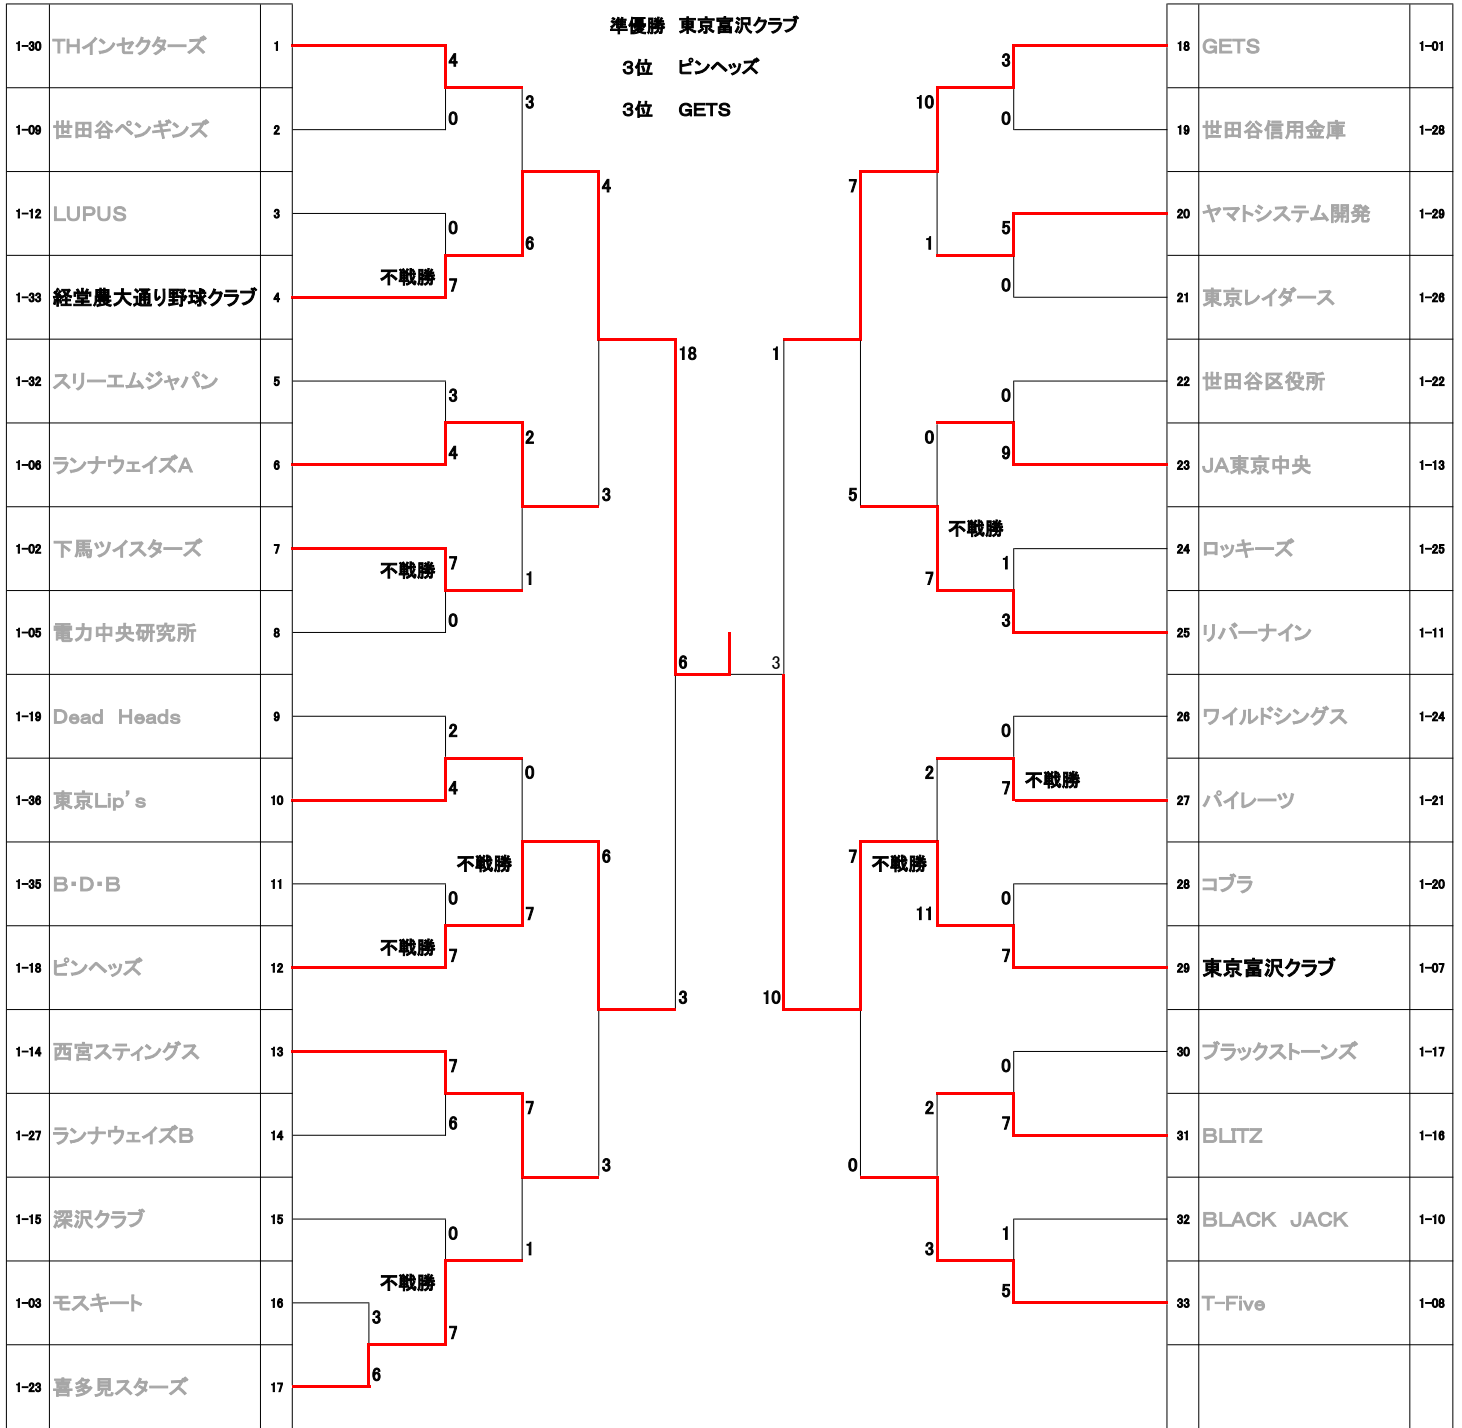 準優勝 東京富沢クラブ
3位 ピンヘッズ
3位 GETS
1-30 THインセクターズ 1
1-09 世田谷ペンギンズ 2
1-12 LUPUS 3
1-33 経堂農大通り野球クラブ 4
1-32 スリーエムジャパン 5
1-06 ランナウェイズA 6
1-02 下馬ツイスターズ 7
1-05 電力中央研究所 8
1-19 Dead Heads 9
1-36 東京Lip's 10
1-35 B・D・B 11
1-18 ピンヘッズ 12
1-14 西宮スティングス 13
1-27 ランナウェイズB 14
1-15 深沢クラブ 15
1-03 モスキート 16
1-23 喜多見スターズ 17
4
0
0
不戦勝 7
3
4
7
不戦勝
0
2
4
0
不戦勝 7
7
6
0
不戦勝
7
3
6
3
6
2
1
0
不戦勝
7
7
1
4
3
6
3
18
3
6
3
1
10
7
5
7
不戦勝
0
10
1
0
7
2
11
2
3
3
0
5
0
0
9
不戦勝
1
3
0
7 不戦勝
0
7
0
7
1
5
18 GETS 1-01
19 世田谷信用金庫 1-28
20 ヤマトシステム開発 1-29
21 東京レイダース 1-26
22 世田谷区役所 1-22
23 JA東京中央 1-13
24 ロッキーズ 1-25
25 リバーナイン 1-11
26 ワイルドシングス 1-24
27 パイレーツ 1-21
28 コブラ 1-20
29 東京富沢クラブ 1-07
30 ブラックストーンズ 1-17
31 BLITZ 1-16
32 BLACK JACK 1-10
33 T-Five 1-08